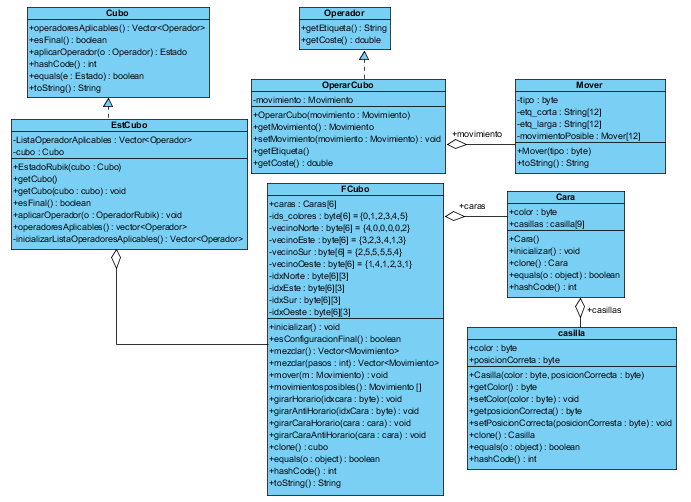 Cubo
+operadoresAplicables() : Vector<Operador>
+esFinal() : boolean
+aplicarOperador(o : Operador) : Estado
+hashCode() : int
+equals(e : Estado) : boolean
+toString() : String
Operador
+getEtiqueta() : String
+getCoste() : double
EstCubo
-ListaOperadorAplicables : Vector<Operador>
-cubo : Cubo
+EstadoRubik(cubo : Cubo)
+getCubo()
+getCubo(cubo : cubo) : void
+esFinal() : boolean
+aplicarOperador(o : OperadorRubik) : void
+operadoresAplicables() : vector<Operador>
-inicializarListaOperadoresAplicables() : Vector<Operador>
OperarCubo
-movimiento : Movimiento
+OperarCubo(movimiento : Movimiento)
+getMovimiento() : Movimiento
+setMovimiento(movimiento : Movimiento) : void
+getEtiqueta()
+getCoste() : double
+movimiento
Mover
-tipo : byte
-etq_corta : String[12]
-etq_larga : String[12]
-movimientoPosible : Mover[12]
+Mover(tipo : byte)
+toString() : String
FCubo
+caras : Caras[6]
-ids_colores : byte[6] = {0,1,2,3,4,5}
-vecinoNorte : byte[6] = {4,0,0,0,0,2}
-vecinoEste : byte[6] = {3,2,3,4,1,3}
-vecinoSur : byte[6] = {2,5,5,5,5,4}
-vecinoOeste : byte[6] = {1,4,1,2,3,1}
-idxNorte : byte[6][3]
-idxEste : byte[6][3]
-idxSur : byte[6][3]
-idxOeste : byte[6][3]
+inicializar() : void
+esConfiguracionFinal() : boolean
+mezclar() : Vector<Movimiento>
+mezclar(pasos : int) : Vector<Movimiento>
+mover(m : Movimiento) : void
+movimientosposibles() : Movimiento []
+girarHorario(idxcara : byte) : void
+girarAntiHorario(idxCara : byte) : void
+girarCaraHorario(cara : cara) : void
+girarCaraAntiHorario(cara : cara) : void
+clone() : cubo
+equals(o : object) : boolean
+hashCode() : int
+toString() : String
+caras
Cara
+color : byte
+casillas : casilla[9]
+Cara()
+inicializar() : void
+clone() : Cara
+equals(o : object) : boolean
+hashCode() : int
+casillas
casilla
+color : byte
+posicionCorreta : byte
+Casilla(color : byte, posicionCorrecta : byte)
+getColor() : byte
+setColor(color : byte) : void
+getposicionCorrecta() : byte
+setPosicionCorrecta(posicionCorresta : byte) : void
+clone() : Casilla
+equals(o : object) : boolean
+hashCode() : int